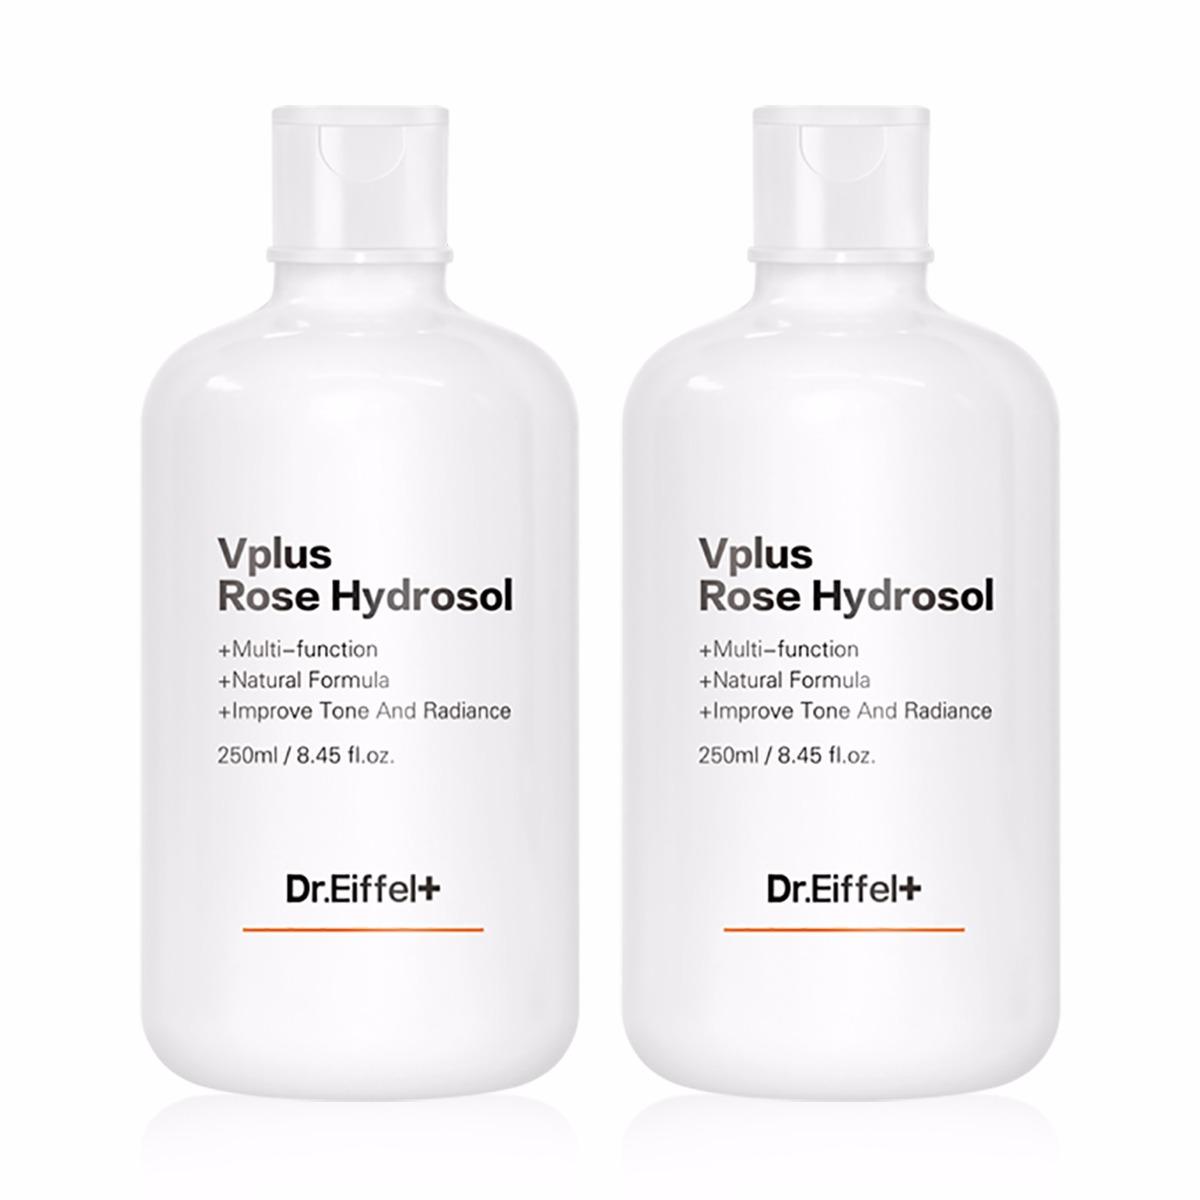 Vplus
Rose Hydrosol
+Multi-function
+Natural Formula
+Improve Tone And Radiance
250ml / 8.45 fl.oz.
Dr.Eiffel+
Vplus
Rose Hydrosol
+Multi-function
+Natural Formula
+Improve Tone And Radiance
250ml / 8.45 fl.oz.
Dr.Eiffel+